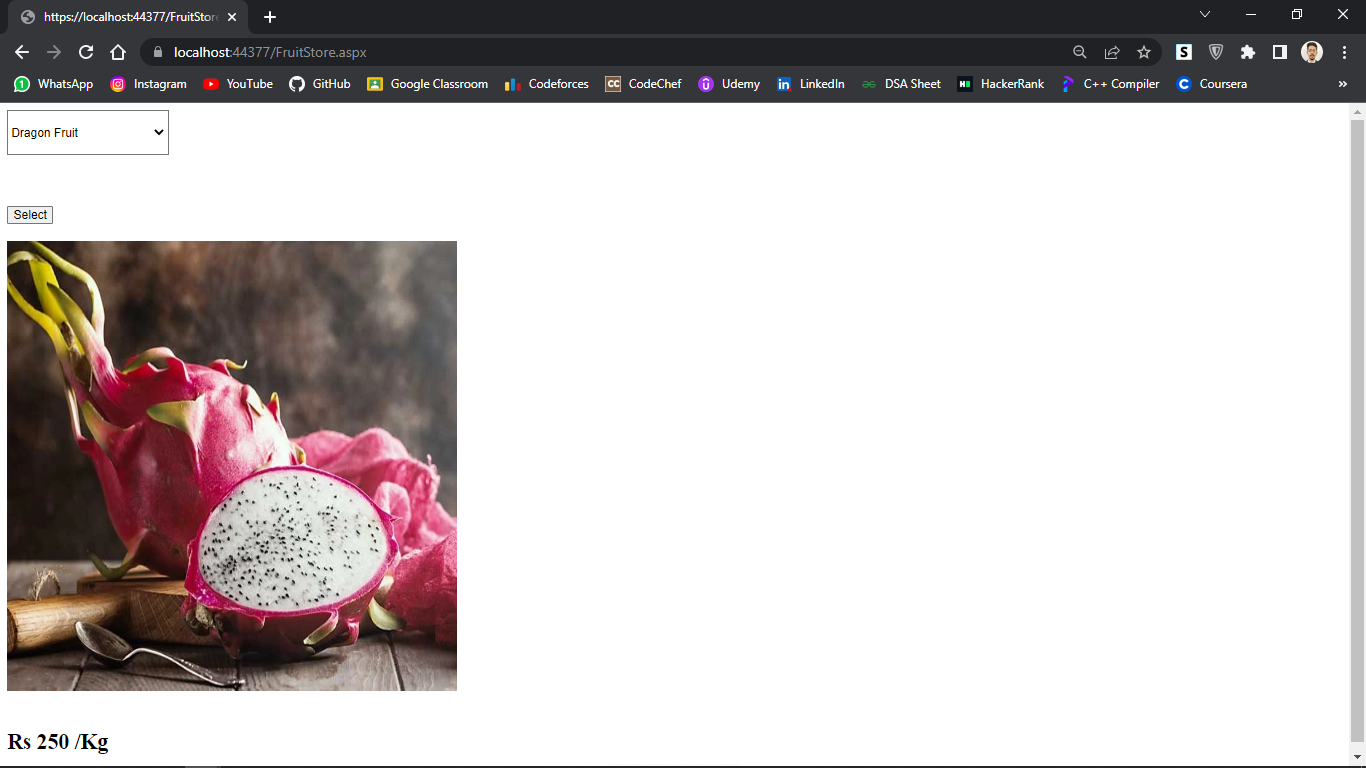 https://localhost:44377/FruitStore
localhost:44377/FruitStore.aspx
WhatsApp Instagram YouTube GitHub Google Classroom Codeforces CC CodeChef Udemy LinkedIn DSA Sheet HackerRank C++ Compiler Coursera »
Dragon Fruit
Select
Rs 250 /Kg